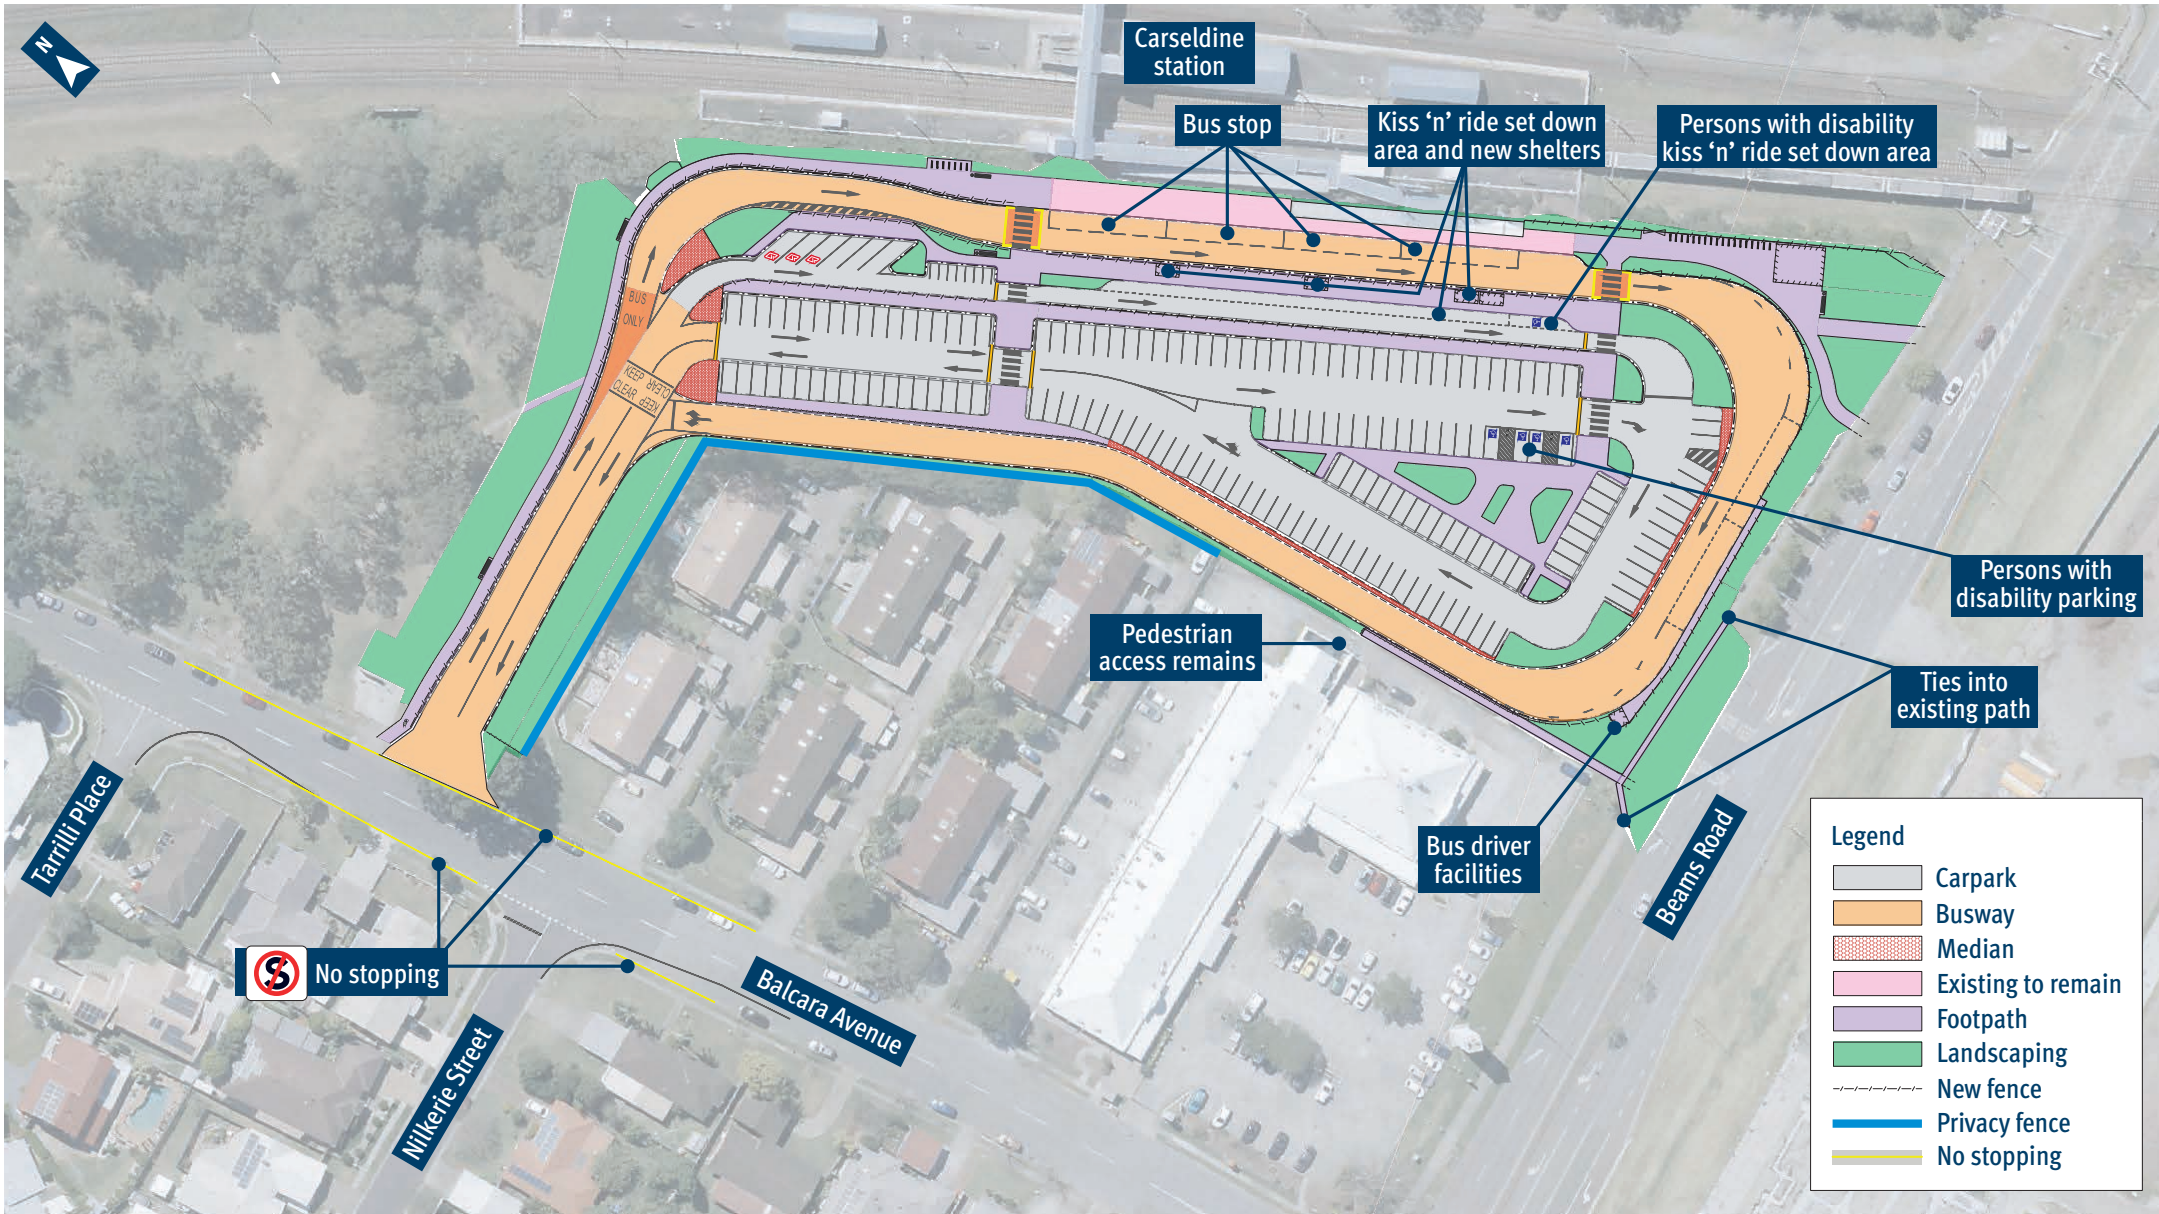 N
Carseldine
station
Bus stop
Kiss ‘n’ ride set down
area and new shelters
Persons with disability
kiss ‘n’ ride set down area
BUS
ONLY
KEEP
CLEAR
KEEP
CLEAR
Persons with
disability parking
Pedestrian
access remains
Ties into
existing path
Bus driver
facilities
Tarrilli Place
S
No stopping
Balcara Avenue
Nilkerie Street
Beams Road
Legend
Carpark
Busway
Median
Existing to remain
Footpath
Landscaping
New fence
Privacy fence
No stopping